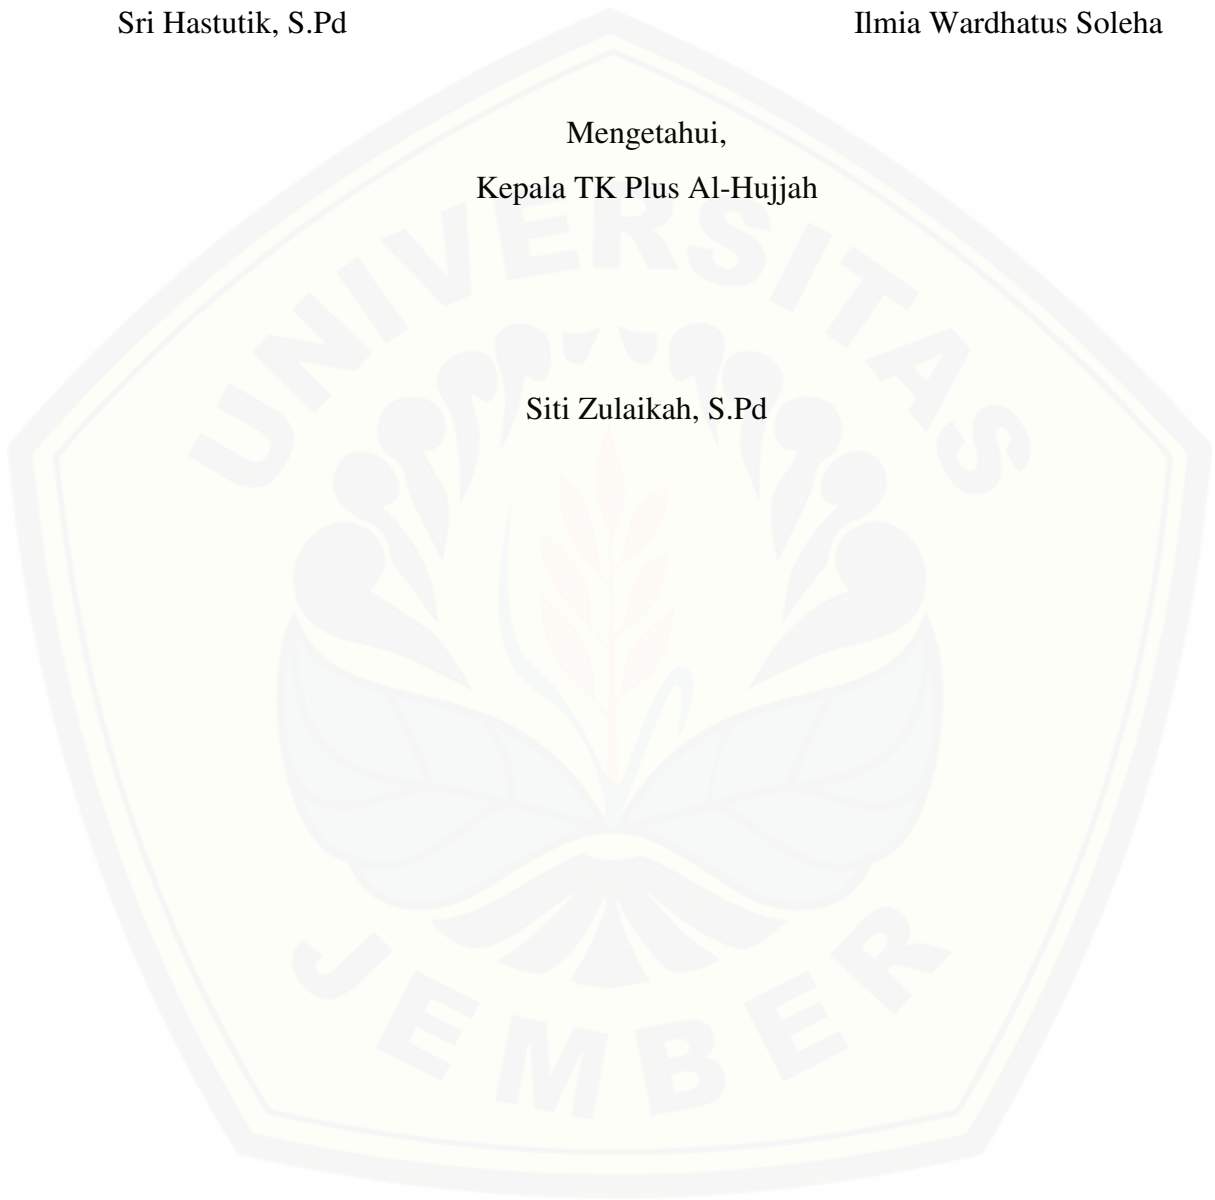 Sri Hastutik, S.Pd Ilmia Wardhatus Soleha
Mengetahui,
Kepala TK Plus Al-Hujjah
Siti Zulaikah, S.Pd
UNIVERSITAS
JEMBER